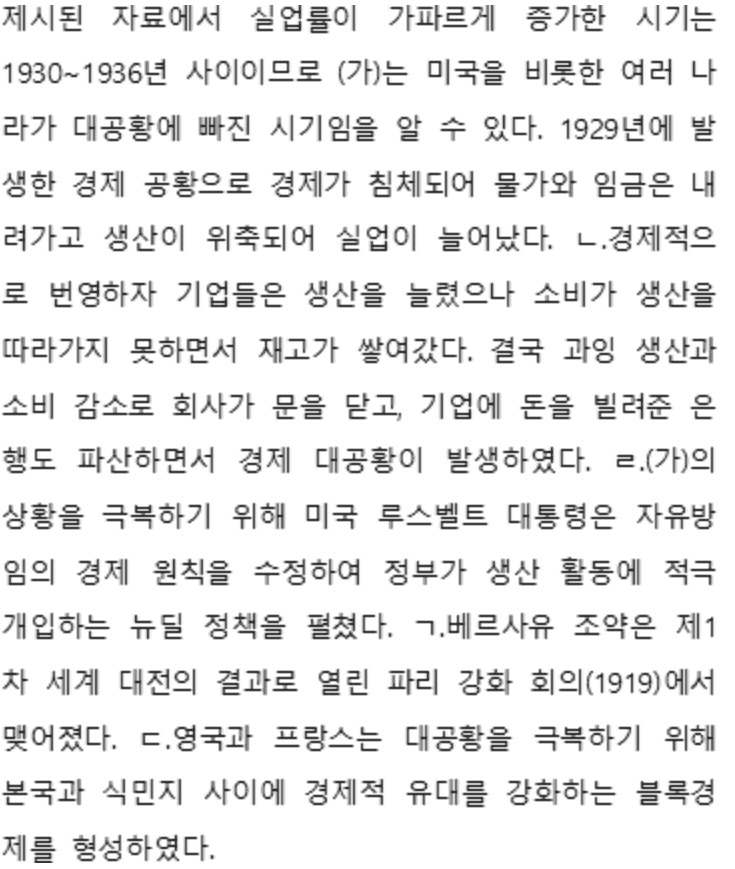 제시된 자료에서 실업률이 가파르게 증가한 시기는
1930~1936년 사이이므로 (가)는 미국을 비롯한 여러 나
라가 대공황에 빠진 시기임을 알 수 있다. 1929년에 발
생한 경제 공황으로 경제가 침체되어 물가와 임금은 내
려가고 생산이 위축되어 실업이 늘어났다. ㄴ.경제적으
로 번영하자 기업들은 생산을 늘렸으나 소비가 생산을
따라가지 못하면서 재고가 쌓여갔다. 결국 과잉 생산과
소비 감소로 회사가 문을 닫고, 기업에 돈을 빌려준 은
행도 파산하면서 경제 대공황이 발생하였다. ㄹ.(가)의
상황을 극복하기 위해 미국 루스벨트 대통령은 자유방
임의 경제 원칙을 수정하여 정부가 생산 활동에 적극
개입하는 뉴딜 정책을 펼쳤다. ㄱ.베르사유 조약은 제1
차 세계 대전의 결과로 열린 파리 강화 회의(1919)에서
맺어졌다. ㄷ.영국과 프랑스는 대공황을 극복하기 위해
본국과 식민지 사이에 경제적 유대를 강화하는 블록경
제를 형성하였다.